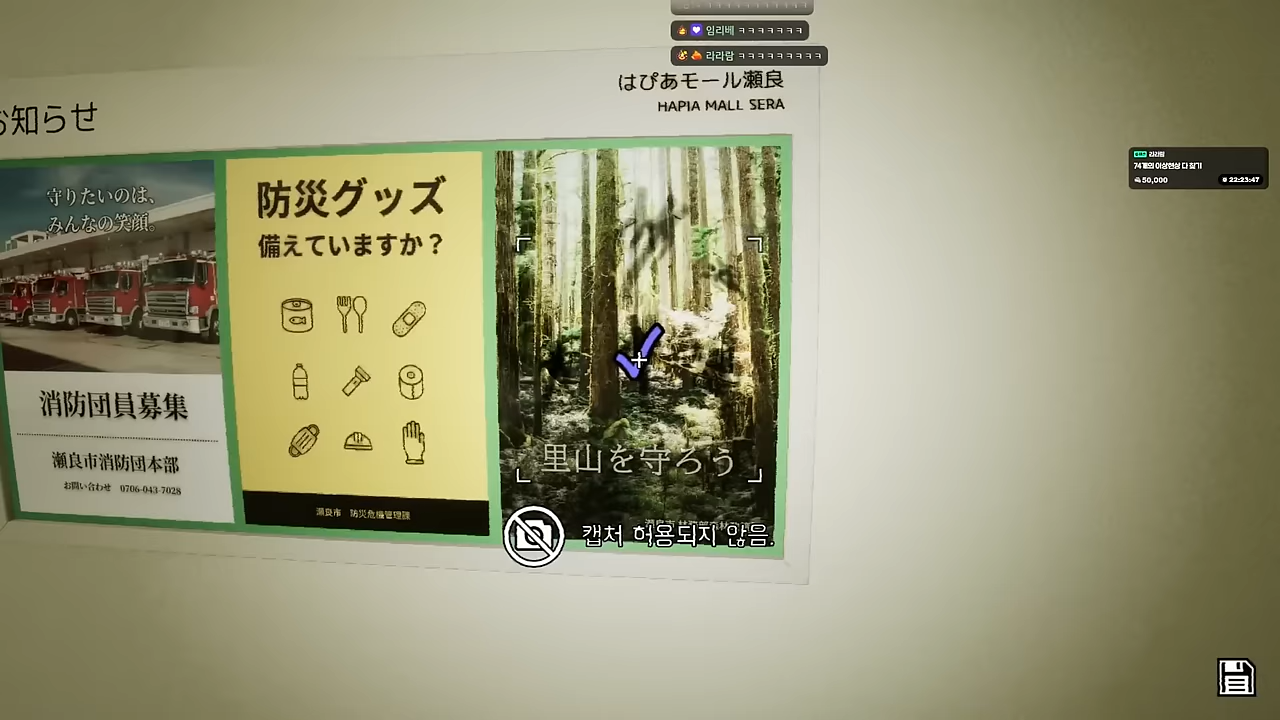 임리베 ㅋㅋㅋㅋㅋㅋㅋ
라라람 ㅋㅋㅋㅋㅋㅋㅋㅋㅋ
はぴあモール瀬良
HAPIA MALL SERA
お知らせ
守りたいのは、
みんなの笑顔。
消防団員募集
瀬良市消防団本部
お問い合わせ 0706-043-7028
防災グッズ
備えていますか？
瀬良市 防災危機管理課
里山を守ろう
캡처 허용되지 않음.
라라람
74개의 이상현상 다 찾기
50,000
22:23:47